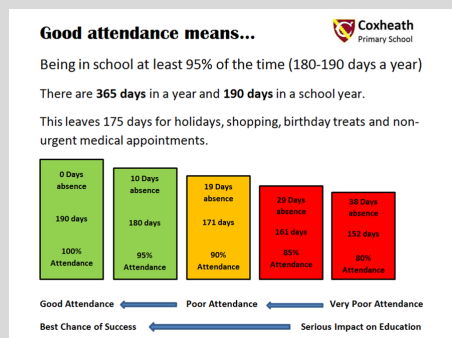 Good attendance means...
Coxheath
Primary School
Being in school at least 95% of the time (180-190 days a year)
There are 365 days in a year and 190 days in a school year.
This leaves 175 days for holidays, shopping, birthday treats and non-
urgent medical appointments.
0 Days
absence
190 days
100%
Attendance
10 Days
absence
180 days
95%
Attendance
19 Days
absence
171 days
90%
Attendance
29 Days
absence
161 days
85%
Attendance
38 Days
absence
152 days
80%
Attendance
Good Attendance Poor Attendance Very Poor Attendance
Best Chance of Success Serious Impact on Education